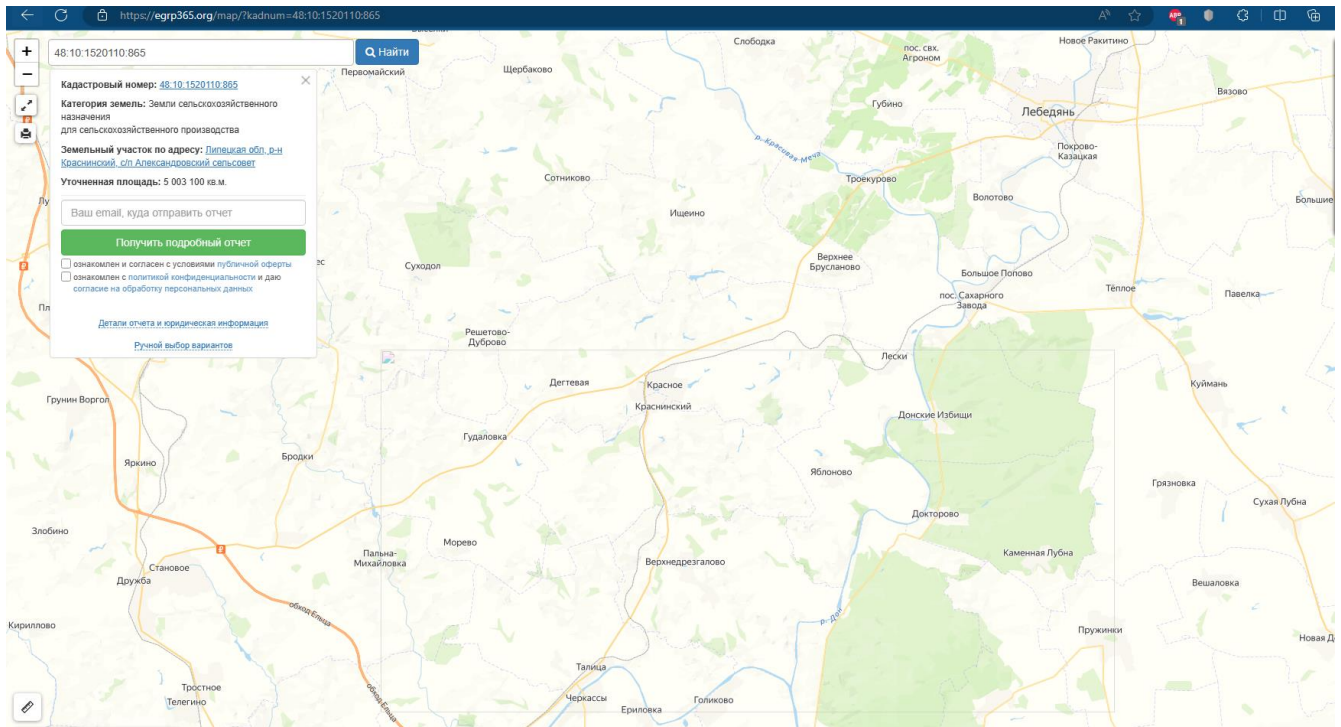 https://egrp365.org/map/?kadnum=48:10:1520110:865
ABP
1
+
−
48:10:1520110:865
Найти
Кадастровый номер: 48:10:1520110:865
Категория земель: Земли сельскохозяйственного
назначения
для сельскохозяйственного производства
Земельный участок по адресу: Липецкая обл, р-н
Краснинский, с/п Александровский сельсовет
Уточненная площадь: 5 003 100 кв.м.
Ваш email, куда отправить отчет
Получить подробный отчет
ознакомлен и согласен с условиями публичной оферты
ознакомлен с политикой конфиденциальности и даю
согласие на обработку персональных данных
Детали отчета и юридическая информация
Ручной выбор вариантов
Слободка
пос. свх.
Агроном
Новое Ракитино
Первомайский
Щербаково
Вязово
Губино
Лебедянь
р. Красивая Меча
Покрово-
Казацкая
Сотниково
Троекурово
Волотово
Большие
Ищеино
Суходол
Верхнее
Брусланово
Большое Попово
пос. Сахарного
Завода
Тёплое
Павелка
Решетово-
Дуброво
Лески
Дегтевая
Красное
Краснинский
Куймань
Грунин Воргол
Донские Избищи
Гудаловка
Яркино
Бродки
Яблоново
Грязновка
Сухая Лубна
Докторово
Злобино
Морево
Пальна-
Михайловка
Каменная Лубна
Верхнедрезгалово
Становое
Дружба
Вешаловка
обход Ельца
р. Дон
Кириллово
Пружинки
Новая Д
Талица
Тростное
Телегино
обход Ельца
Черкассы
Голиково
Ериловка